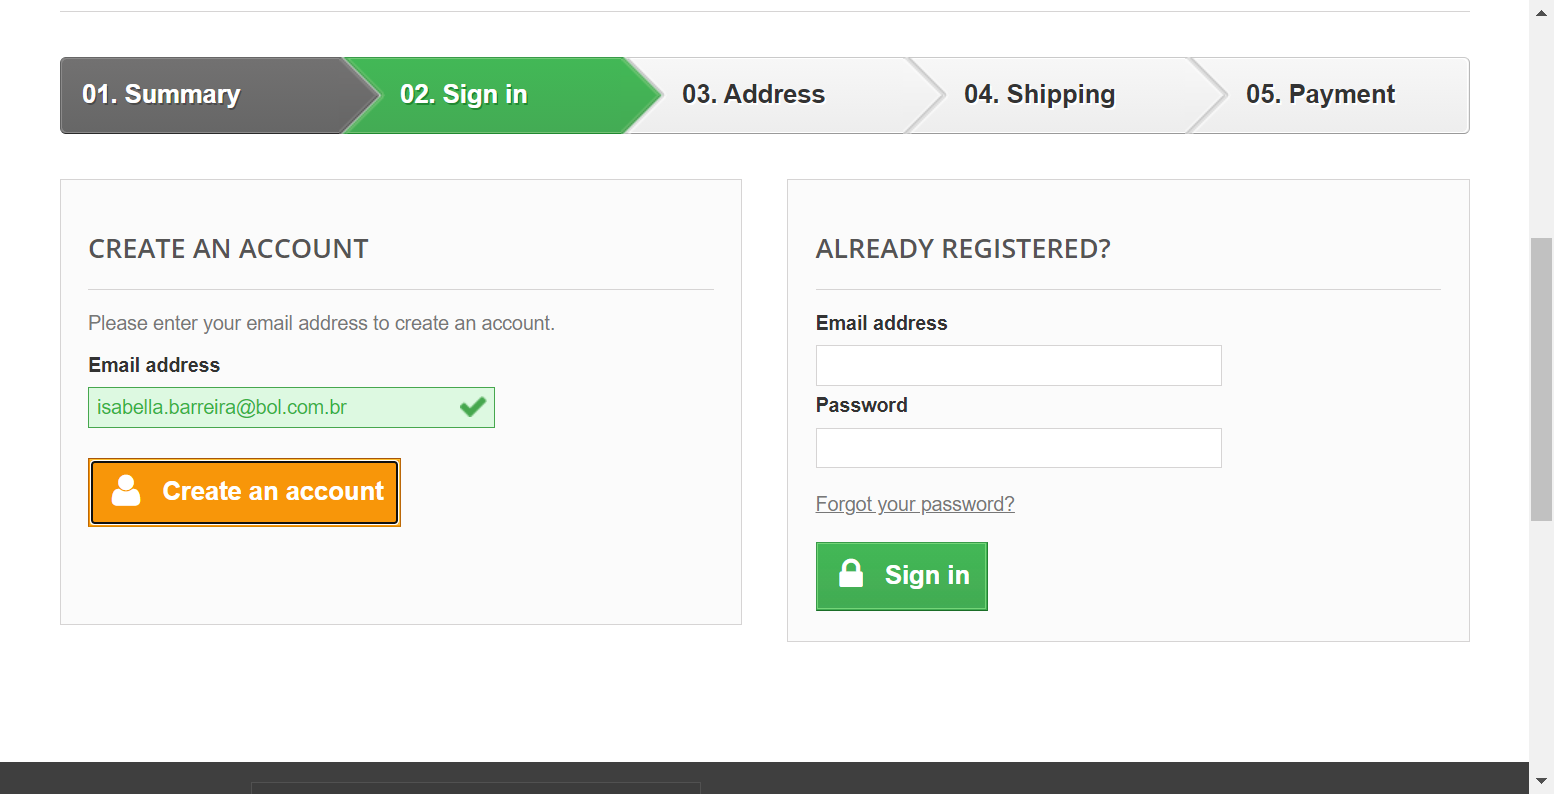 01. Summary
02. Sign in
03. Address
04. Shipping
05. Payment
CREATE AN ACCOUNT
Please enter your email address to create an account.
Email address
isabella.barreira@bol.com.br
Create an account
ALREADY REGISTERED?
Email address
Password
Forgot your password?
Sign in